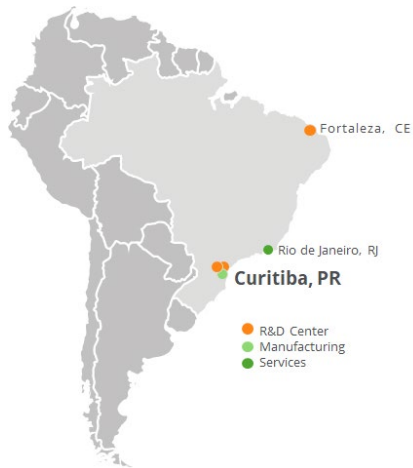 Fortaleza, CE
Rio de Janeiro, RJ
Curitiba, PR
R&D Center
Manufacturing
Services